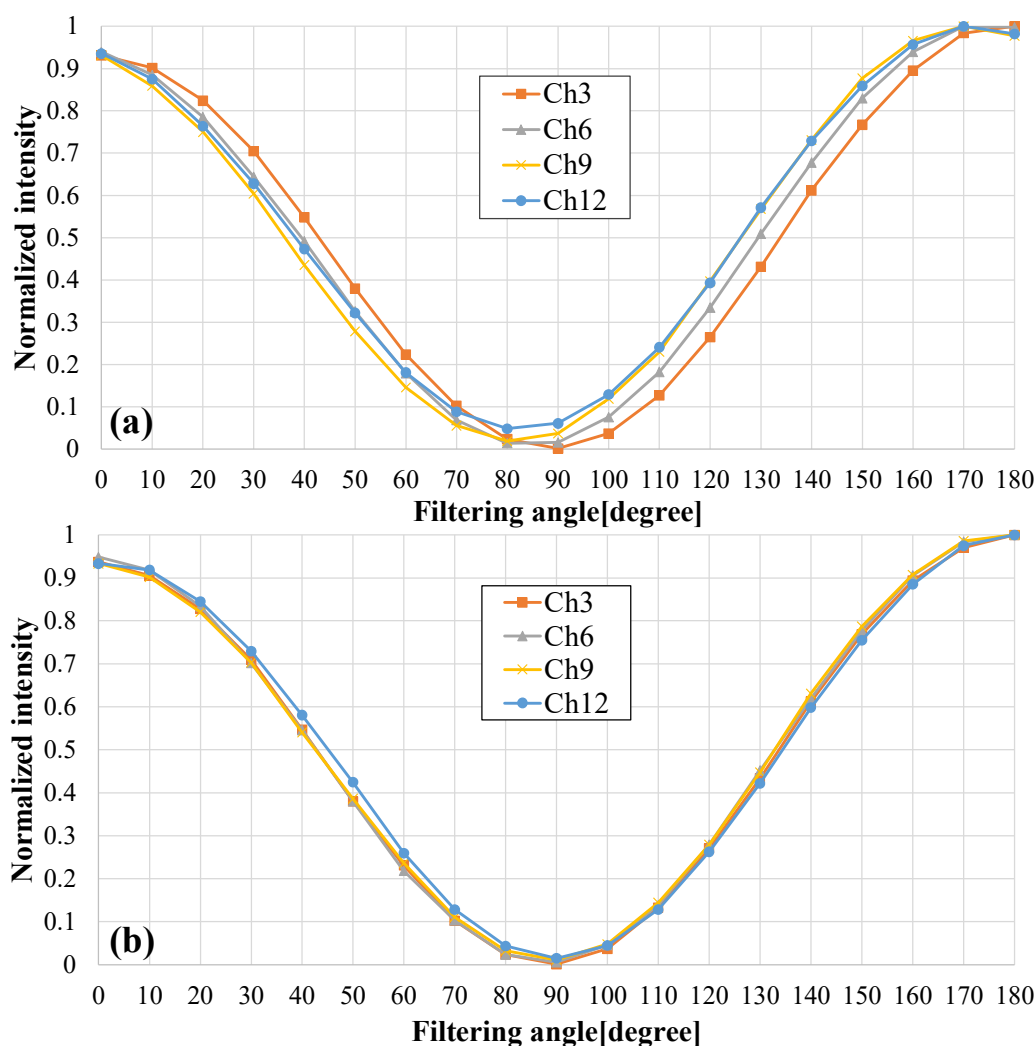 1
0.9
0.8
0.7
0.6
0.5
0.4
0.3
0.2
0.1
0
Normalized intensity
Ch3
Ch6
Ch9
Ch12
(a)
0 10 20 30 40 50 60 70 80 90 100 110 120 130 140 150 160 170 180
Filtering angle[degree]
1
0.9
0.8
0.7
0.6
0.5
0.4
0.3
0.2
0.1
0
Normalized intensity
Ch3
Ch6
Ch9
Ch12
(b)
0 10 20 30 40 50 60 70 80 90 100 110 120 130 140 150 160 170 180
Filtering angle[degree]